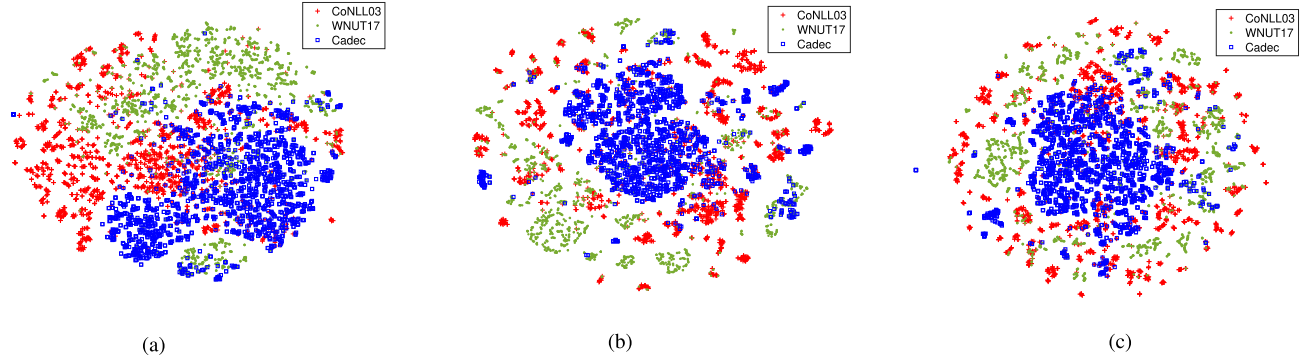 CoNLL03
WNUT17
Cadec
(a)
CoNLL03
WNUT17
Cadec
(b)
CoNLL03
WNUT17
Cadec
(c)